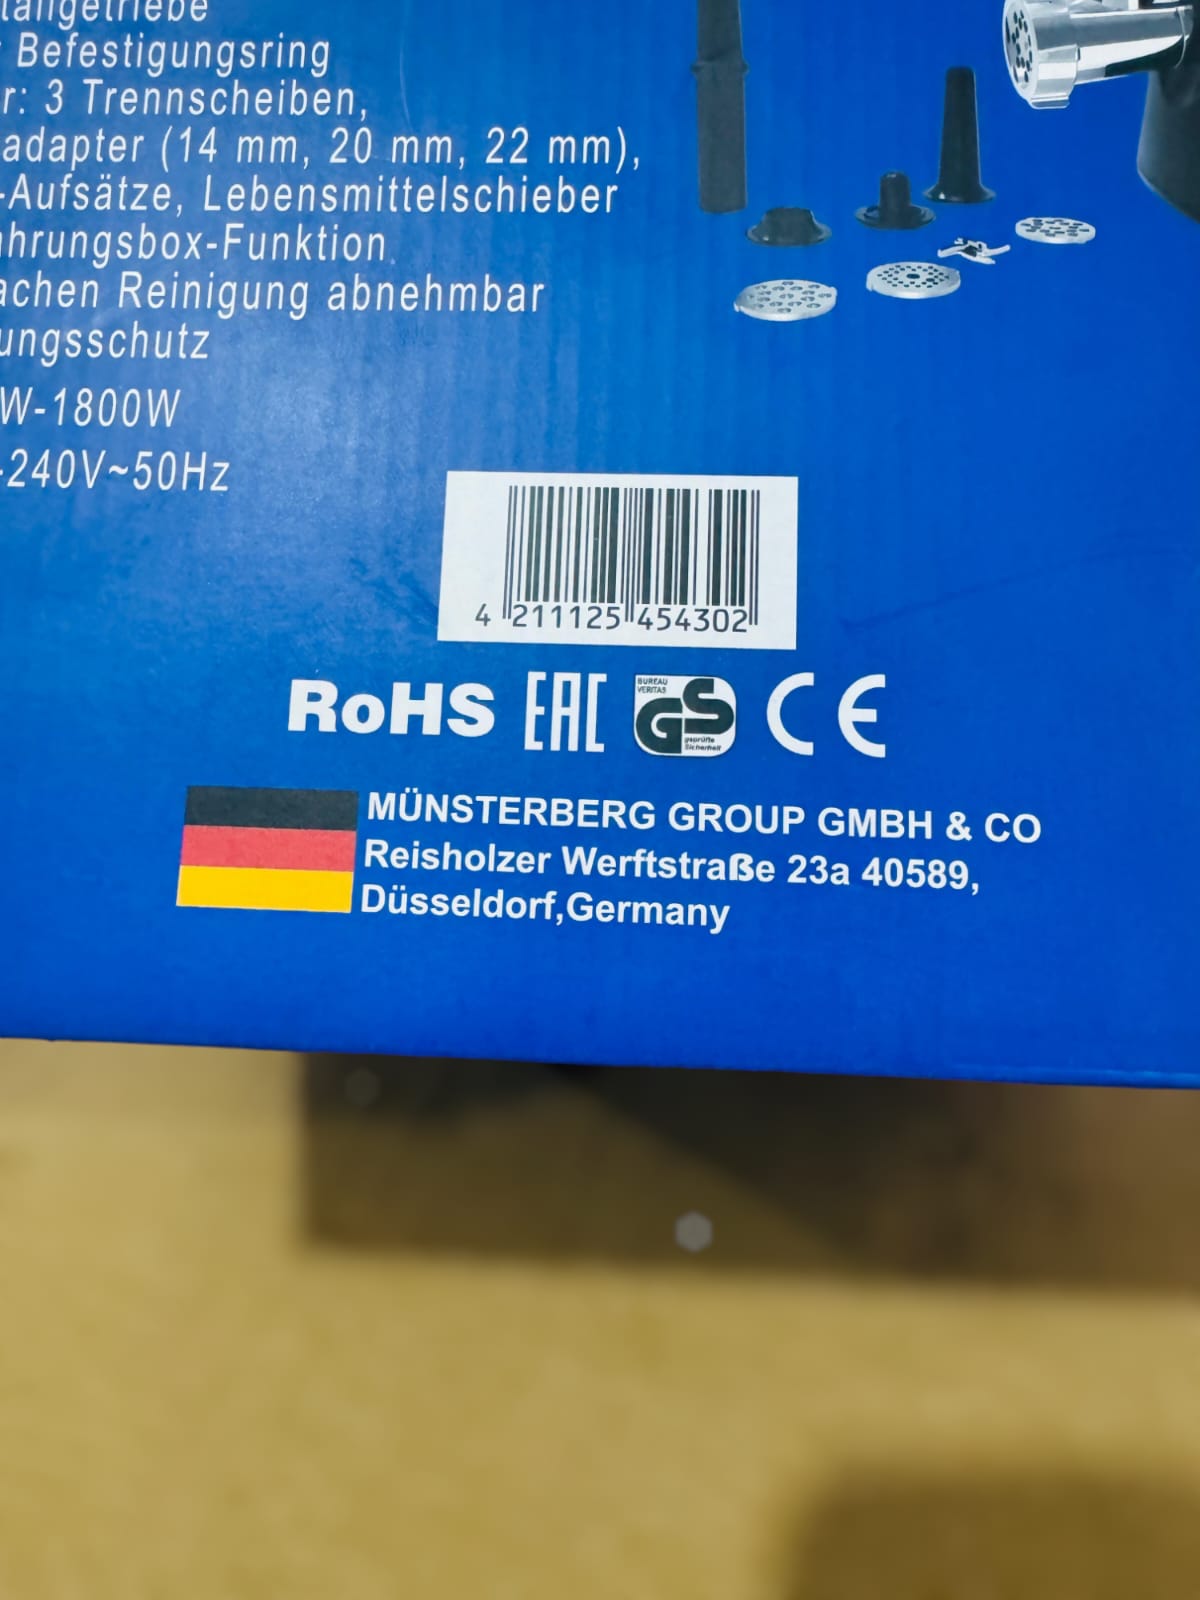 tallgetriebe
Befestigungsring
r: 3 Trennscheiben,
adapter (14 mm, 20 mm, 22 mm),
-Aufsätze, Lebensmittelschieber
ahrungsbox-Funktion
achen Reinigung abnehmbar
ungsschutz
W-1800W
-240V~50Hz
4 211125 454302
RoHS EAC BUREAU VERITAS GS geprüfte Sicherheit CE
MÜNSTERBERG GROUP GMBH & CO
Reisholzer Werftstraße 23a 40589,
Düsseldorf,Germany